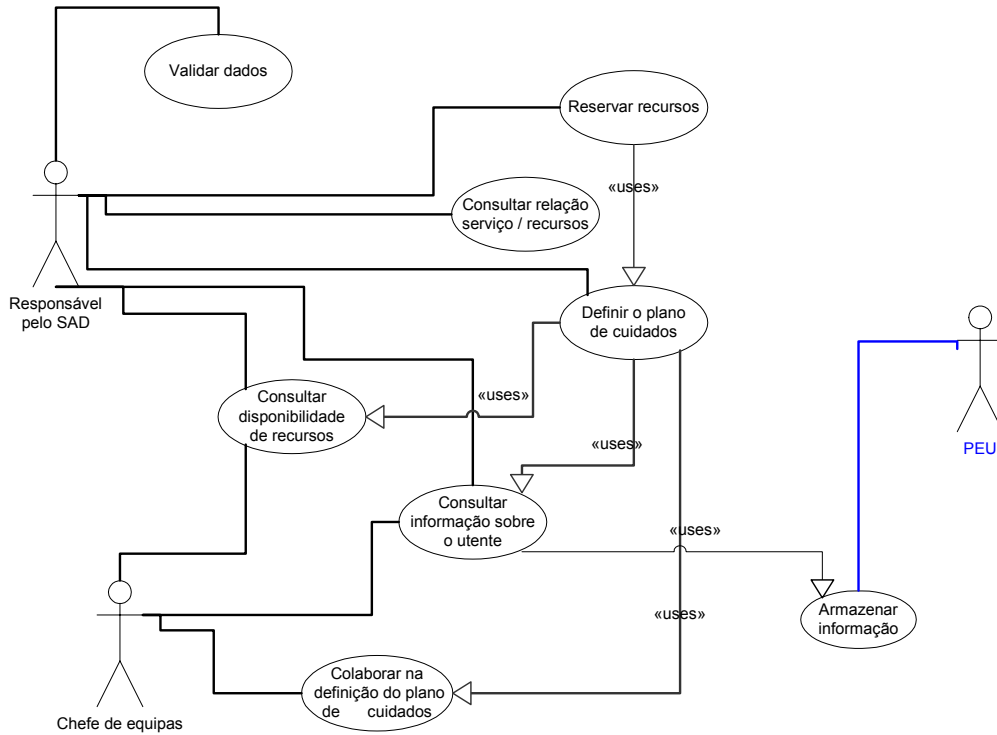 Validar dados
Reservar recursos
«uses»
Consultar relação
serviço / recursos
Responsável
pelo SAD
Definir o plano
de cuidados
«uses»
Consultar
disponibilidade
de recursos
«uses»
PEU
Consultar
informação sobre
o utente
«uses»
Armazenar
informação
«uses»
Colaborar na
definição do plano
de cuidados
Chefe de equipas